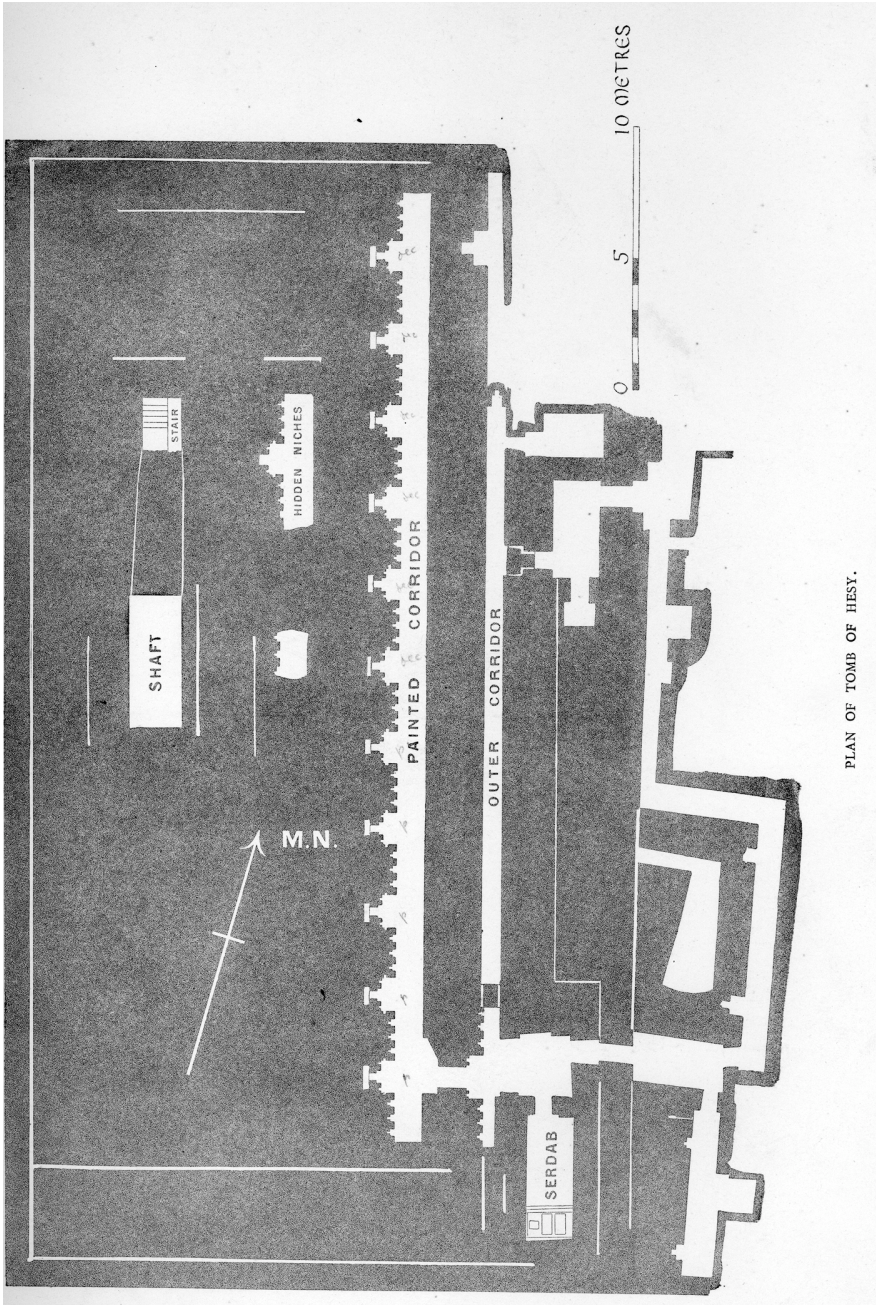 10 METRES
5
0
STAIR
HIDDEN NICHES
SHAFT
PAINTED CORRIDOR
OUTER CORRIDOR
M.N.
SERDAB
PLAN OF TOMB OF HESY.